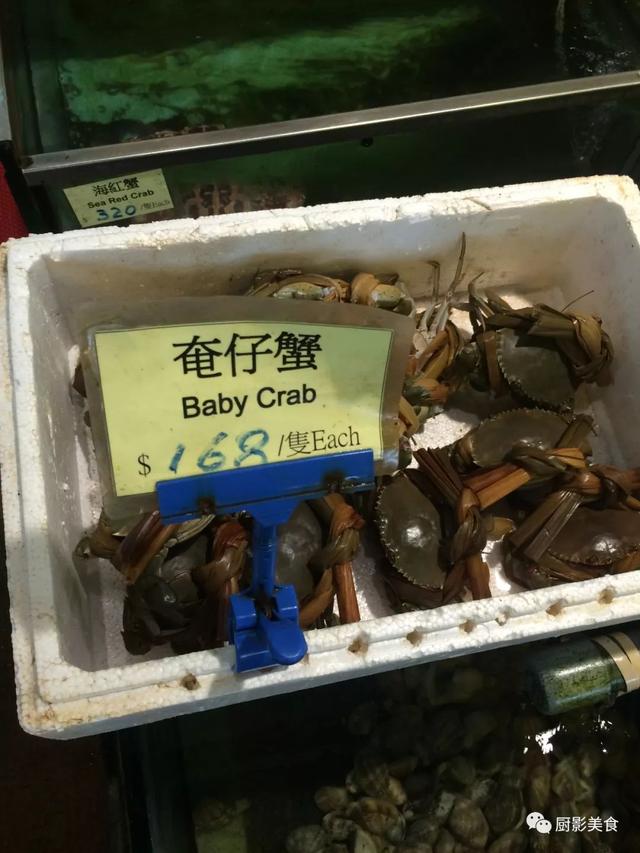 海紅蟹
Sea Red Crab
$ 320 /隻Each
奄仔蟹
Baby Crab
$ 168 /隻Each
厨影美食